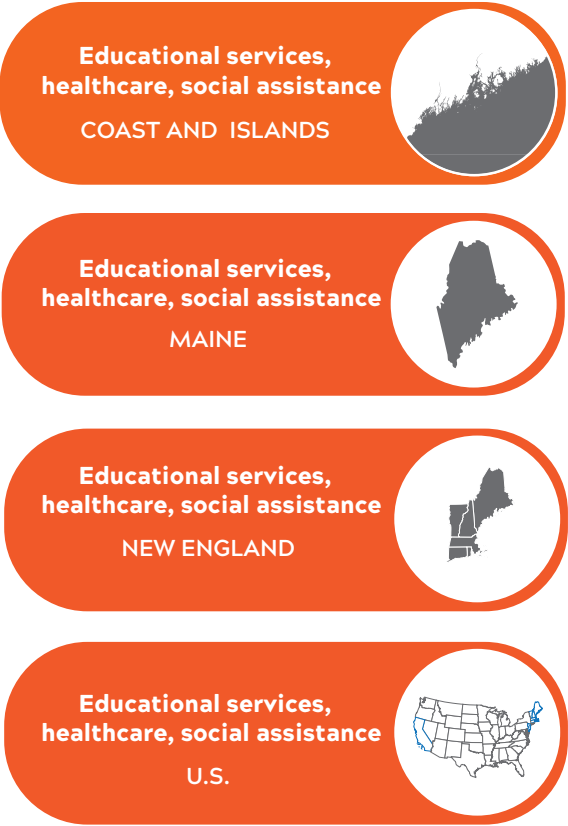 Educational services,
healthcare, social assistance
COAST AND ISLANDS
Educational services,
healthcare, social assistance
MAINE
Educational services,
healthcare, social assistance
NEW ENGLAND
Educational services,
healthcare, social assistance
U.S.